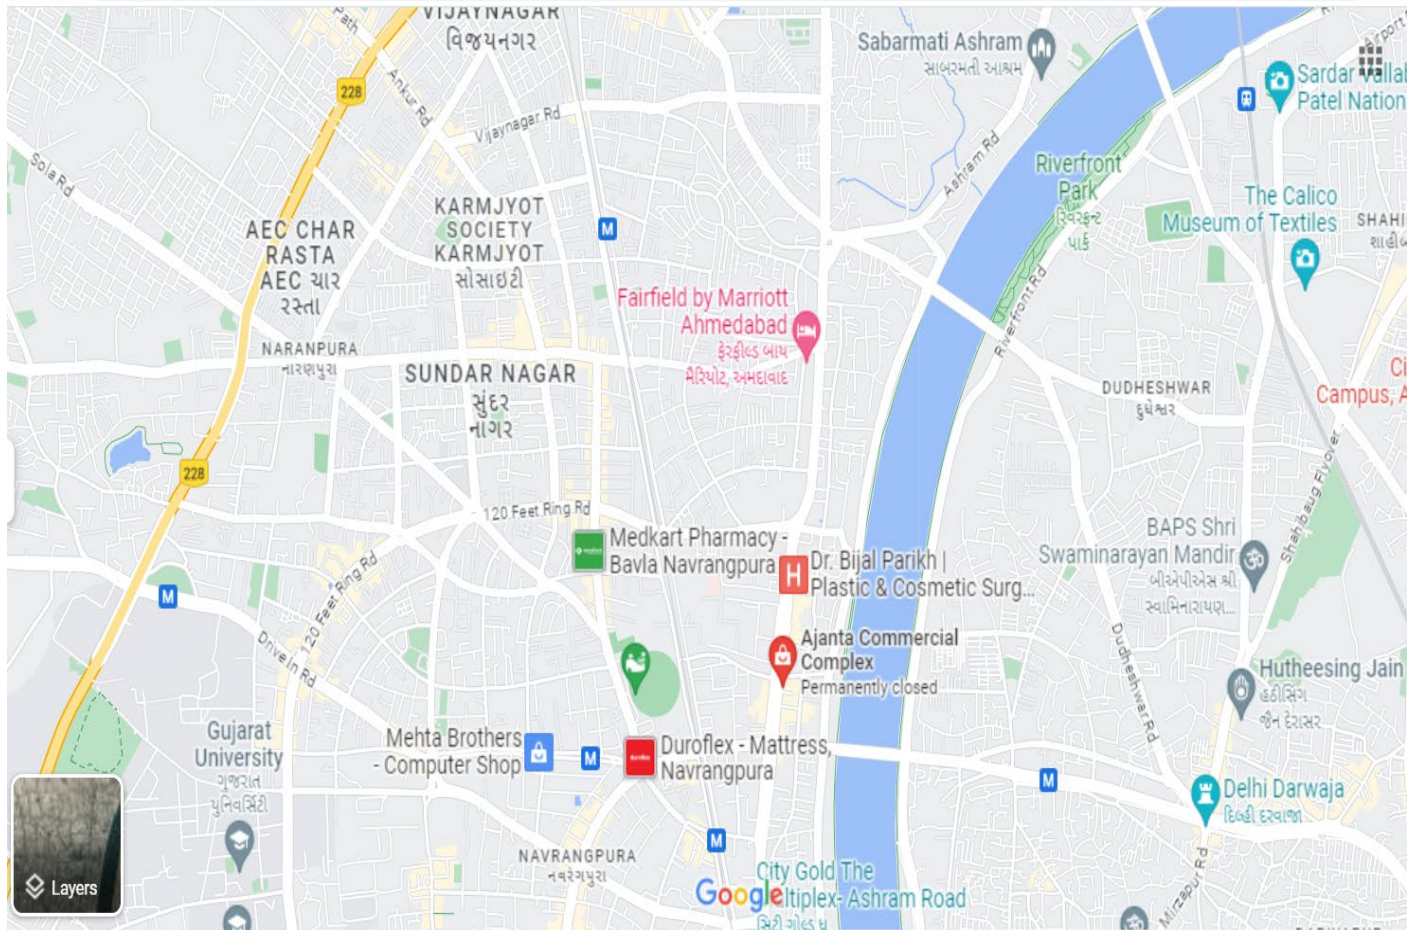 VIJAYNAGAR
વિજયનગર
Path
Ankur Rd
228
Vijaynagar Rd
Sola Rd
Sabarmati Ashram
સાબરમતી આશ્રમ
Airport
Sardar Vallab
Patel Nation
Ashram Rd
Riverfront
Park
રિવરફ્રન્ટ
પાર્ક
The Calico
Museum of Textiles
SHAHI
શાહીબ
KARMJYOT
SOCIETY
KARMJYOT
સોસાઇટી
AEC CHAR
RASTA
AEC ચાર
રસ્તા
M
Fairfield by Marriott
Ahmedabad
ફેરફીલ્ડ બાય
મૈરિયોટ, અમદાવાદ
Riverfront Rd
NARANPURA
નારણપુરા
SUNDAR NAGAR
સુંદર
નાગર
DUDHESHWAR
દુધેશ્વર
Ci
Campus, A
228
120 Feet Ring Rd
Shahibaug Flyover
Medkart Pharmacy -
Bavla Navrangpura
H
Dr. Bijal Parikh |
Plastic & Cosmetic Surg...
BAPS Shri
Swaminarayan Mandir
બીએપીએસ શ્રી
સ્વામિનારાયણ...
M
120 Feet Ring Rd
Drive In Rd
Ajanta Commercial
Complex
Permanently closed
Dudheshwar Rd
Hutheesing Jain
હઠીસિંગ
જૈન દેરાસર
Gujarat
University
ગુજરાત
યુનિવર્સિટી
Mehta Brothers
- Computer Shop
M
Duroflex - Mattress,
Navrangpura
M
Delhi Darwaja
દિલ્હી દરવાજા
M
NAVRANGPURA
નવરંગપુરા
Layers
City Gold The
Google
ltiplex- Ashram Road
સિટી ગોલ્ડ ધ
Mirzapur Rd